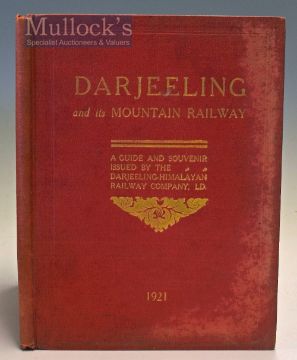 Mullock's
Specialist Auctioneers & Valuers
DARJEELING
and its MOUNTAIN RAILWAY
A GUIDE AND SOUVENIR
ISSUED BY THE
DARJEELING-HIMALAYAN
RAILWAY COMPANY, LD.
1921